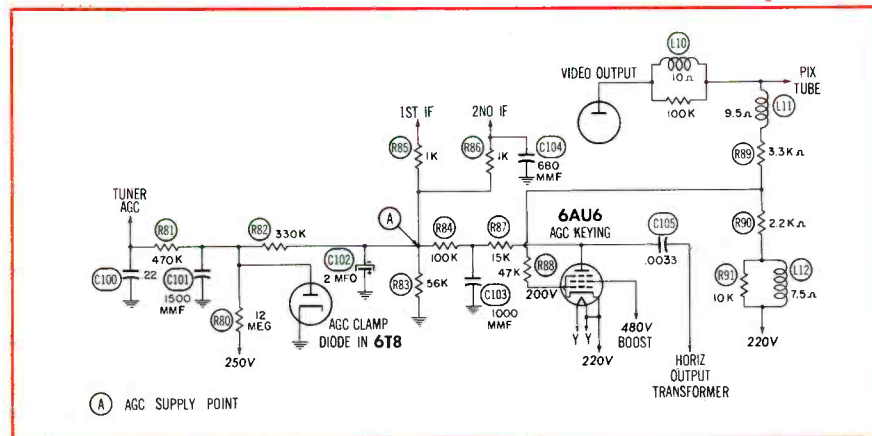 L10
VIDEO OUTPUT
10Ω
PIX
TUBE
100K
L11
9.5Ω
1ST IF
2NO IF
R85
1K
R86
1K
C104
680
MMF
R89
3.3KΩ
TUNER
AGC
R81
470K
R82
330K
A
R84
100K
R87
15K
6AU6
AGC KEYING
C105
.0033
R90
2.2KΩ
C100
.22
C101
1500
MMF
C102
2 MFO
R83
56K
C103
1000
MMF
47K
R88
200V
R91
10K
L12
7.5Ω
R80
12
MEG
250V
AGC CLAMP
DIODE IN 6T8
Y Y
480V
BOOST
220V
HORIZ
OUTPUT
TRANSFORMER
220V
A AGC SUPPLY POINT